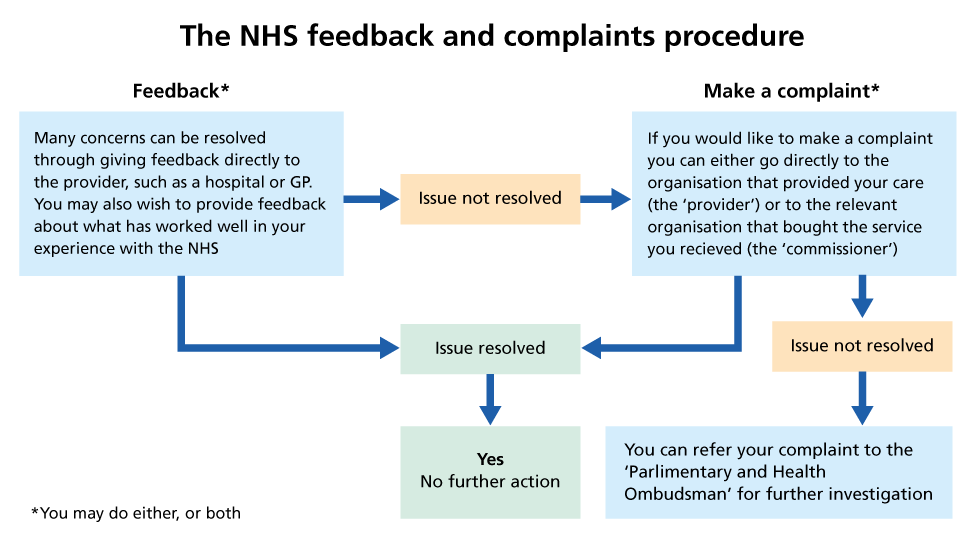 The NHS feedback and complaints procedure
Feedback*
Many concerns can be resolved
through giving feedback directly to
the provider, such as a hospital or GP.
You may also wish to provide feedback
about what has worked well in your
experience with the NHS
Issue not resolved
Make a complaint*
If you would like to make a complaint
you can either go directly to the
organisation that provided your care
(the ‘provider’) or to the relevant
organisation that bought the service
you recieved (the ‘commissioner’)
Issue resolved
Issue not resolved
Yes
No further action
You can refer your complaint to the
‘Parlimentary and Health
Ombudsman’ for further investigation
*You may do either, or both